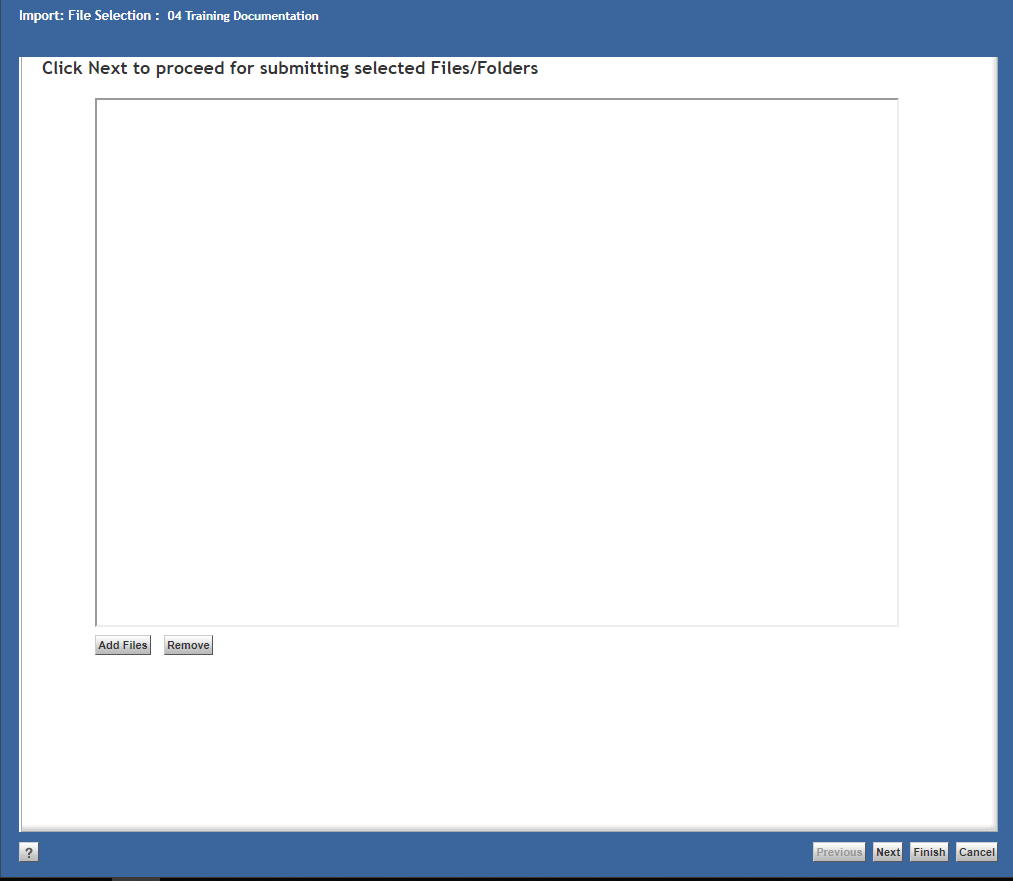 Import: File Selection : 04 Training Documentation
Click Next to proceed for submitting selected Files/Folders
Add Files Remove
? Previous Next Finish Cancel